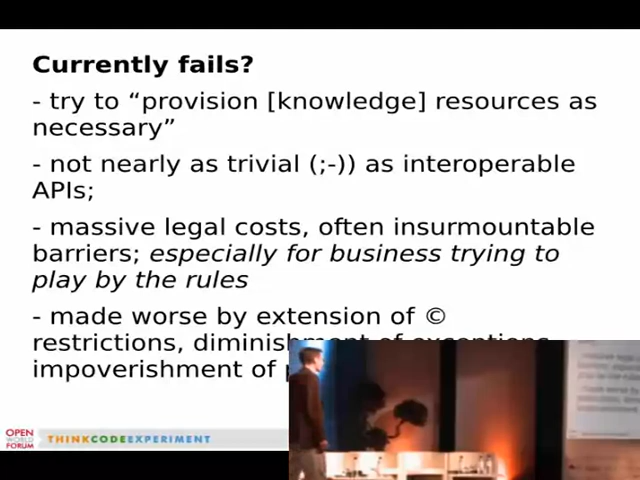 Currently fails?
- try to “provision [knowledge] resources as
necessary”
- not nearly as trivial (;-)) as interoperable
APIs;
- massive legal costs, often insurmountable
barriers; especially for business trying to
play by the rules
- made worse by extension of ©
restrictions, diminishment of exceptions
impoverishment of
OPEN
WORLD
FORUM
THINKCODEEXPERIMENT